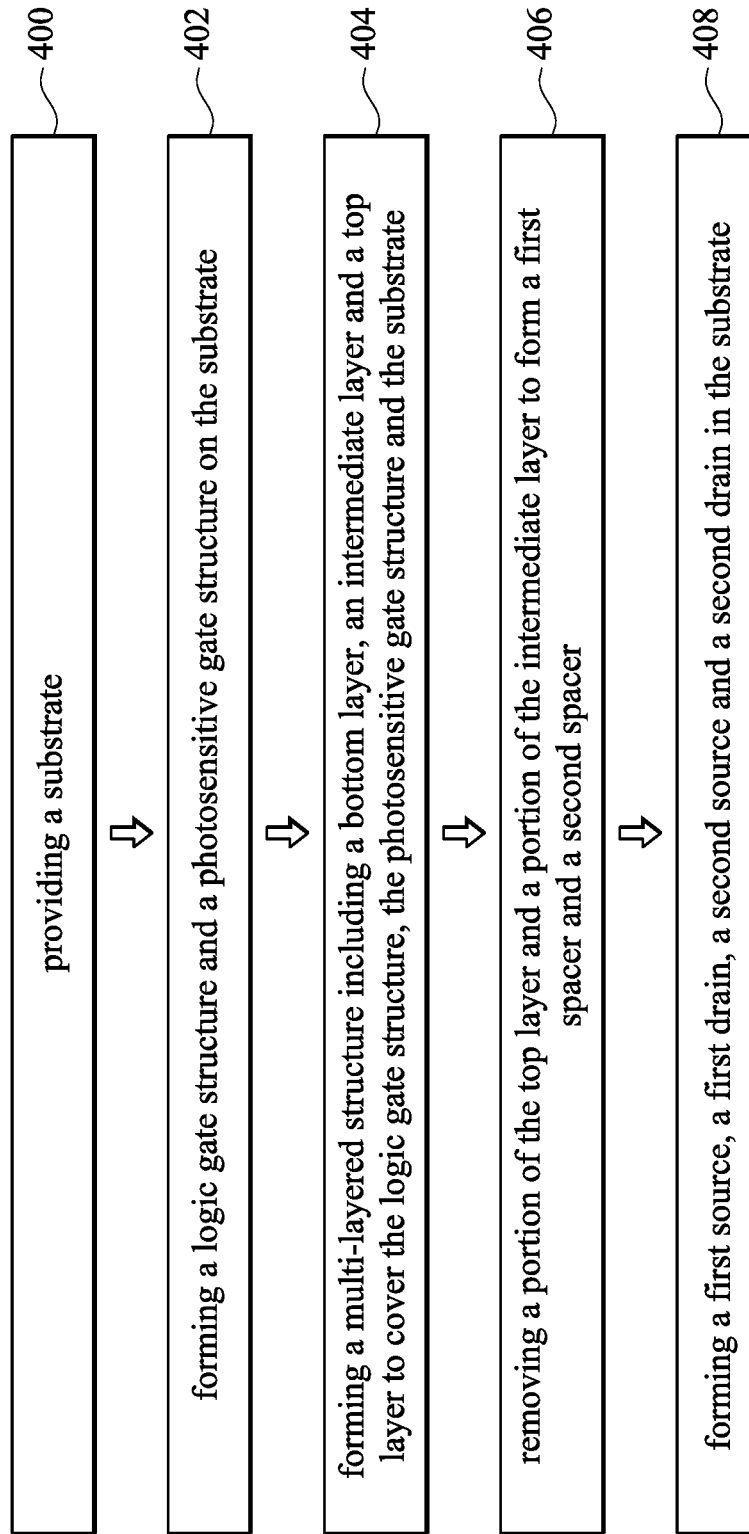 providing a substrate
400
forming a logic gate structure and a photosensitive gate structure on the substrate
402
forming a multi-layered structure including a bottom layer, an intermediate layer and a top
layer to cover the logic gate structure, the photosensitive gate structure and the substrate
404
removing a portion of the top layer and a portion of the intermediate layer to form a first
spacer and a second spacer
406
forming a first source, a first drain, a second source and a second drain in the substrate
408